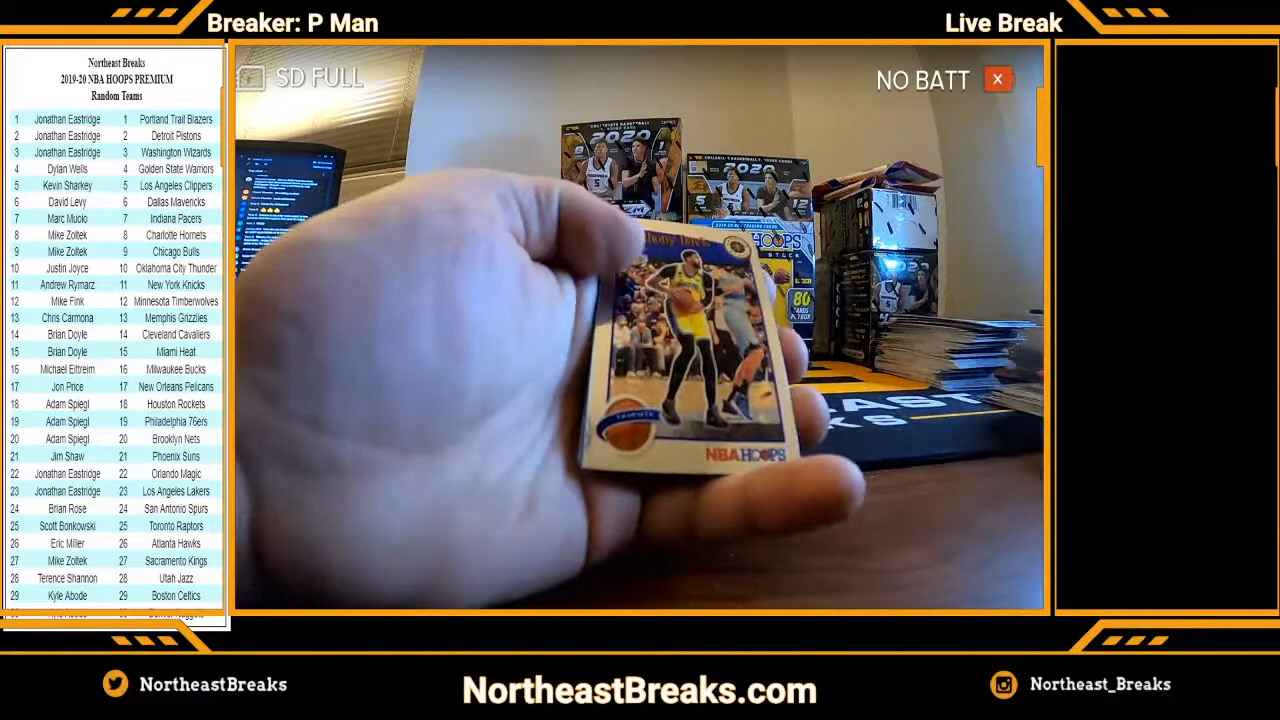 Breaker: P Man
Live Break
Northeast Breaks
2019-20 NBA HOOPS PREMIUM
Random Teams
1 Jonathan Eastridge 1 Portland Trail Blazers
2 Jonathan Eastridge 2 Detroit Pistons
3 Jonathan Eastridge 3 Washington Wizards
4 Dylan Wells 4 Golden State Warriors
5 Kevin Sharkey 5 Los Angeles Clippers
6 David Levy 6 Dallas Mavericks
7 Marc Muoio 7 Indiana Pacers
8 Mike Zoltek 8 Charlotte Hornets
9 Mike Zoltek 9 Chicago Bulls
10 Justin Joyce 10 Oklahoma City Thunder
11 Andrew Rymarz 11 New York Knicks
12 Mike Fink 12 Minnesota Timberwolves
13 Chris Carmona 13 Memphis Grizzlies
14 Brian Doyle 14 Cleveland Cavaliers
15 Brian Doyle 15 Miami Heat
16 Michael Eittreim 16 Milwaukee Bucks
17 Jon Price 17 New Orleans Pelicans
18 Adam Spiegl 18 Houston Rockets
19 Adam Spiegl 19 Philadelphia 76ers
20 Adam Spiegl 20 Brooklyn Nets
21 Jim Shaw 21 Phoenix Suns
22 Jonathan Eastridge 22 Orlando Magic
23 Jonathan Eastridge 23 Los Angeles Lakers
24 Brian Rose 24 San Antonio Spurs
25 Scott Bonkowski 25 Toronto Raptors
26 Eric Miller 26 Atlanta Hawks
27 Mike Zoltek 27 Sacramento Kings
28 Terence Shannon 28 Utah Jazz
29 Kyle Abode 29 Boston Celtics
SD FULL
NO BATT
2020
2020
5
12
HOOPS
80
TRIBUTE
NBA HOOPS
NortheastBreaks
NortheastBreaks.com
Northeast_Breaks